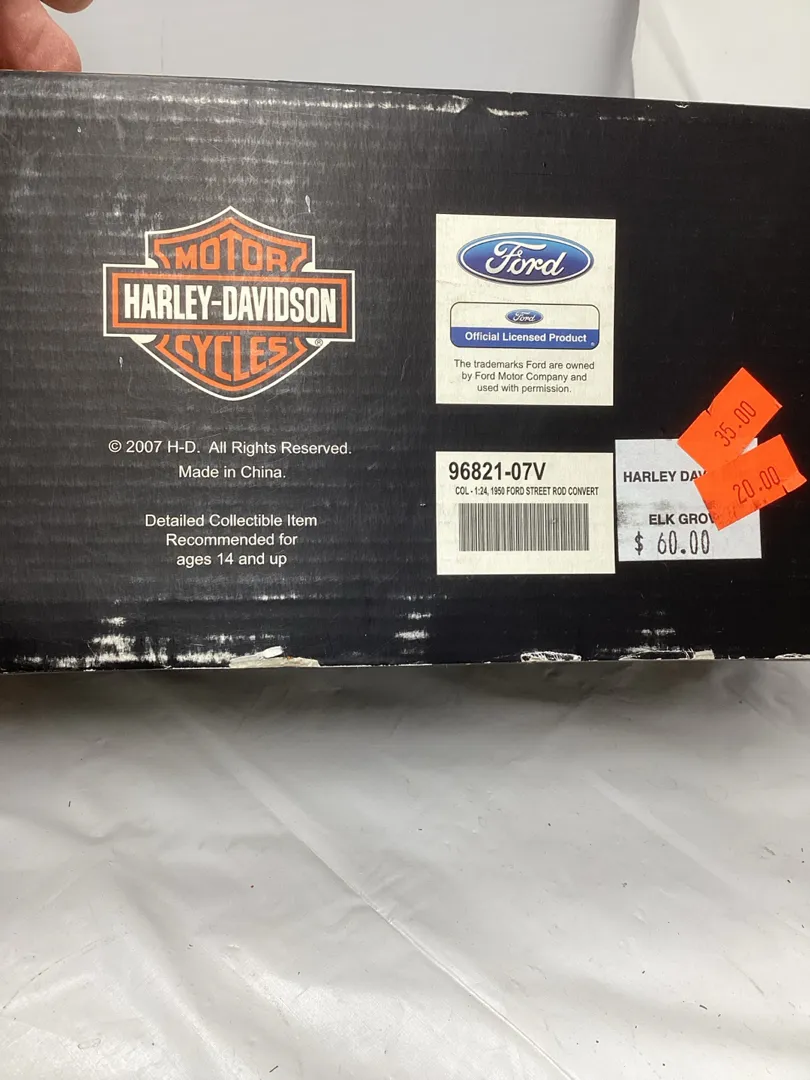 MOTOR
HARLEY-DAVIDSON
CYCLES
®
© 2007 H-D. All Rights Reserved.
Made in China.
Detailed Collectible Item
Recommended for
ages 14 and up
Ford
Ford
Official Licensed Product
The trademarks Ford are owned
by Ford Motor Company and
used with permission.
96821-07V
COL - 1:24, 1950 FORD STREET ROD CONVERT
HARLEY
ELK
$ 60.00
35.00
20.00